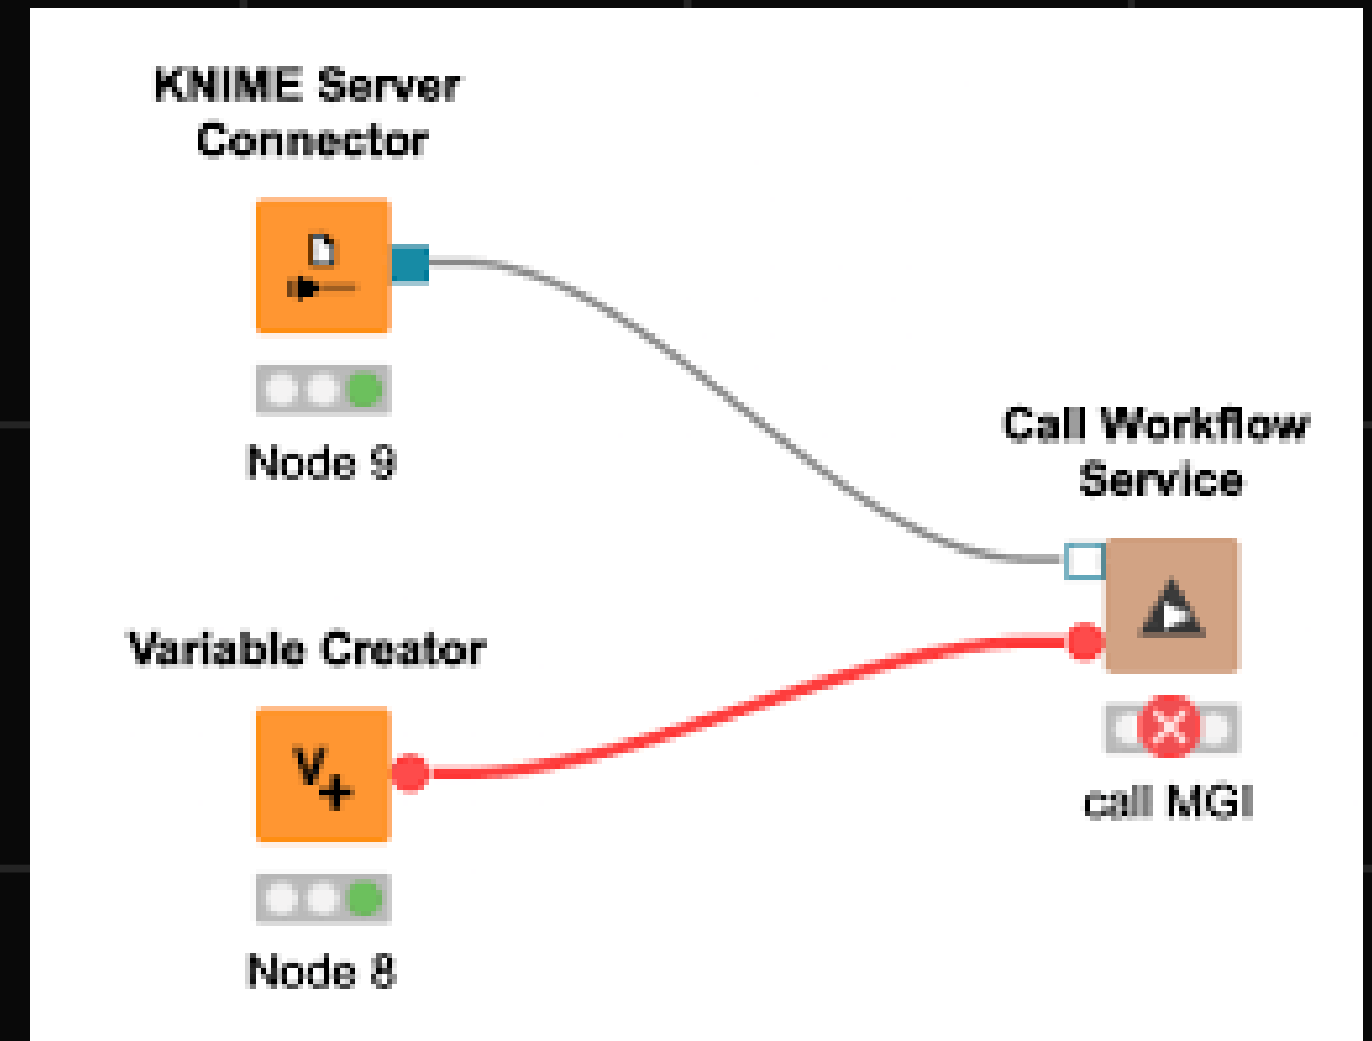 KNIME Server
Connector
Node 9
Call Workflow
Service
call MGI
Variable Creator
V+
Node 8